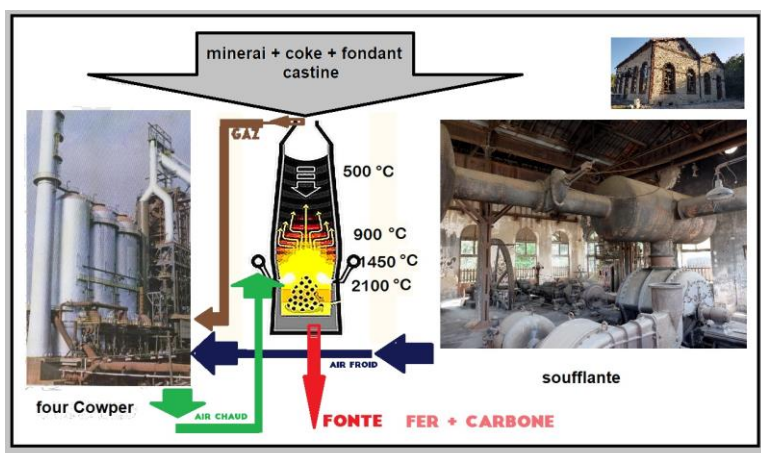 minerai + coke + fondant
castine
GAZ
500 °C
900 °C
1450 °C
2100 °C
AIR FROID
soufflante
four Cowper
AIR CHAUD
FONTE FER + CARBONE